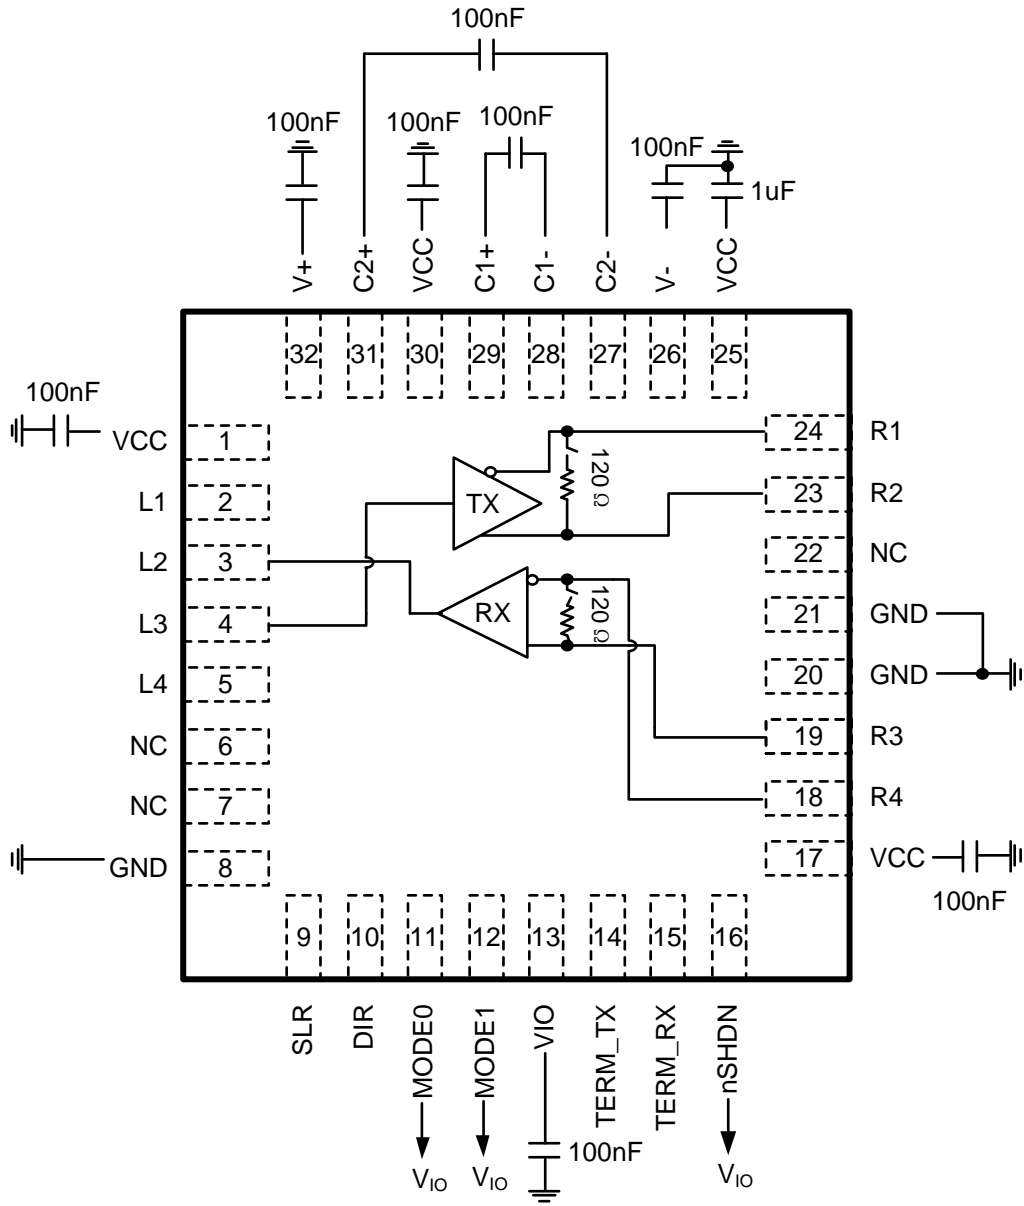 100nF
100nF
100nF
100nF
100nF
1uF
V+
C2+
VCC
C1+
C1-
C2-
V-
VCC
32
31
30
29
28
27
26
25
100nF
VCC
1
L1
2
L2
3
L3
4
L4
5
NC
6
NC
7
GND
8
TX
120 Ω
RX
120 Ω
24
R1
23
R2
22
NC
21
GND
20
GND
19
R3
18
R4
17
VCC
100nF
9
10
11
12
13
14
15
16
SLR
DIR
MODE0
MODE1
VIO
TERM_TX
TERM_RX
nSHDN
VIO
VIO
100nF
VIO